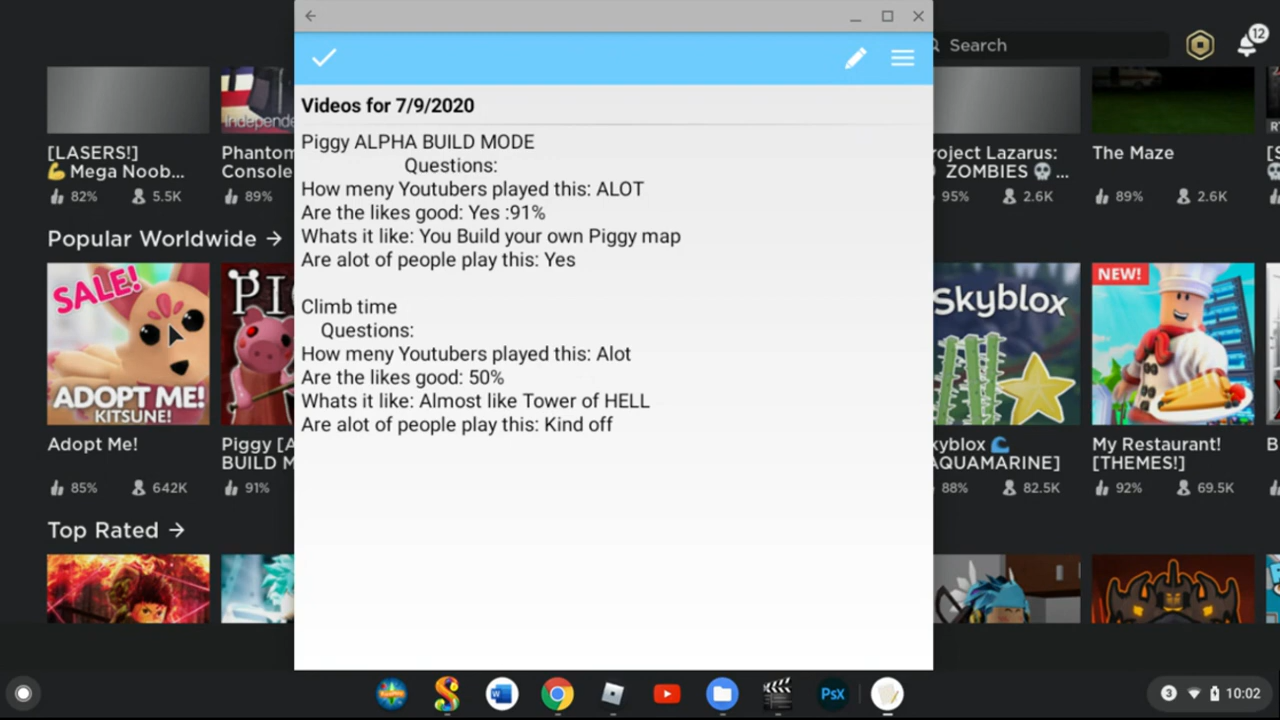 Search
12
Videos for 7/9/2020
Piggy ALPHA BUILD MODE
Questions:
How meny Youtubers played this: ALOT
Are the likes good: Yes :91%
Whats it like: You Build your own Piggy map
Are alot of people play this: Yes
Climb time
Questions:
How meny Youtubers played this: Alot
Are the likes good: 50%
Whats it like: Almost like Tower of HELL
Are alot of people play this: Kind off
Independe
[LASERS!]
💪 Mega Noob...
82% 5.5K
Phantom
Console
89%
roject Lazarus:
ZOMBIES 💀 ...
95% 2.6K
The Maze
89% 2.6K
Popular Worldwide →
SALE!
ADOPT ME!
KITSUNE!
Adopt Me!
85% 642K
PI
Piggy [A
BUILD M
91%
Skyblox
kyblox 🌊
AQUAMARINE]
88% 82.5K
NEW!
My Restaurant!
[THEMES!]
92% 69.5K
B
Top Rated →
W
PsX
3
10:02